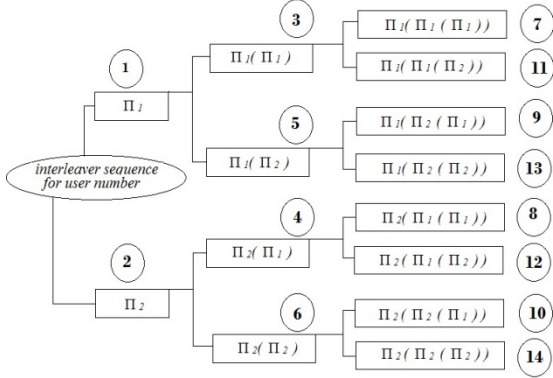 3
Π1(Π1(Π1))
7
1
Π1(Π1)
Π1(Π1(Π2))
11
Π1
5
Π1(Π2(Π1))
9
interleaver sequence
for user number
Π1(Π2)
Π1(Π2(Π2))
13
4
Π2(Π1(Π1))
8
2
Π2(Π1)
Π2(Π1(Π2))
12
Π2
6
Π2(Π2(Π1))
10
Π2(Π2)
Π2(Π2(Π2))
14